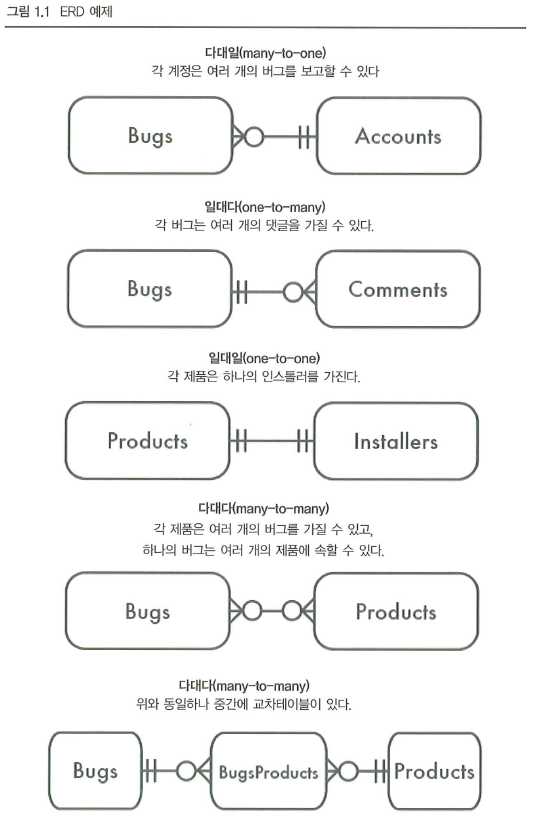 그림 1.1 ERD 예제
다대일(many-to-one)
각 계정은 여러 개의 버그를 보고할 수 있다
Bugs
Accounts
일대다(one-to-many)
각 버그는 여러 개의 댓글을 가질 수 있다.
Bugs
Comments
일대일(one-to-one)
각 제품은 하나의 인스톨러를 가진다.
Products
Installers
다대다(many-to-many)
각 제품은 여러 개의 버그를 가질 수 있고,
하나의 버그는 여러 개의 제품에 속할 수 있다.
Bugs
Products
다대다(many-to-many)
위와 동일하나 중간에 교차테이블이 있다.
Bugs
BugsProducts
Products